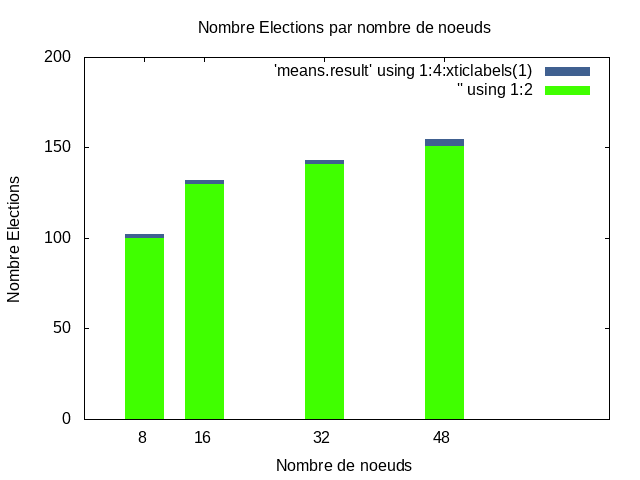 Nombre Elections par nombre de noeuds
'means.result' using 1:4:xticlabels(1)
'' using 1:2
200
150
100
50
0
Nombre Elections
8 16 32 48
Nombre de noeuds